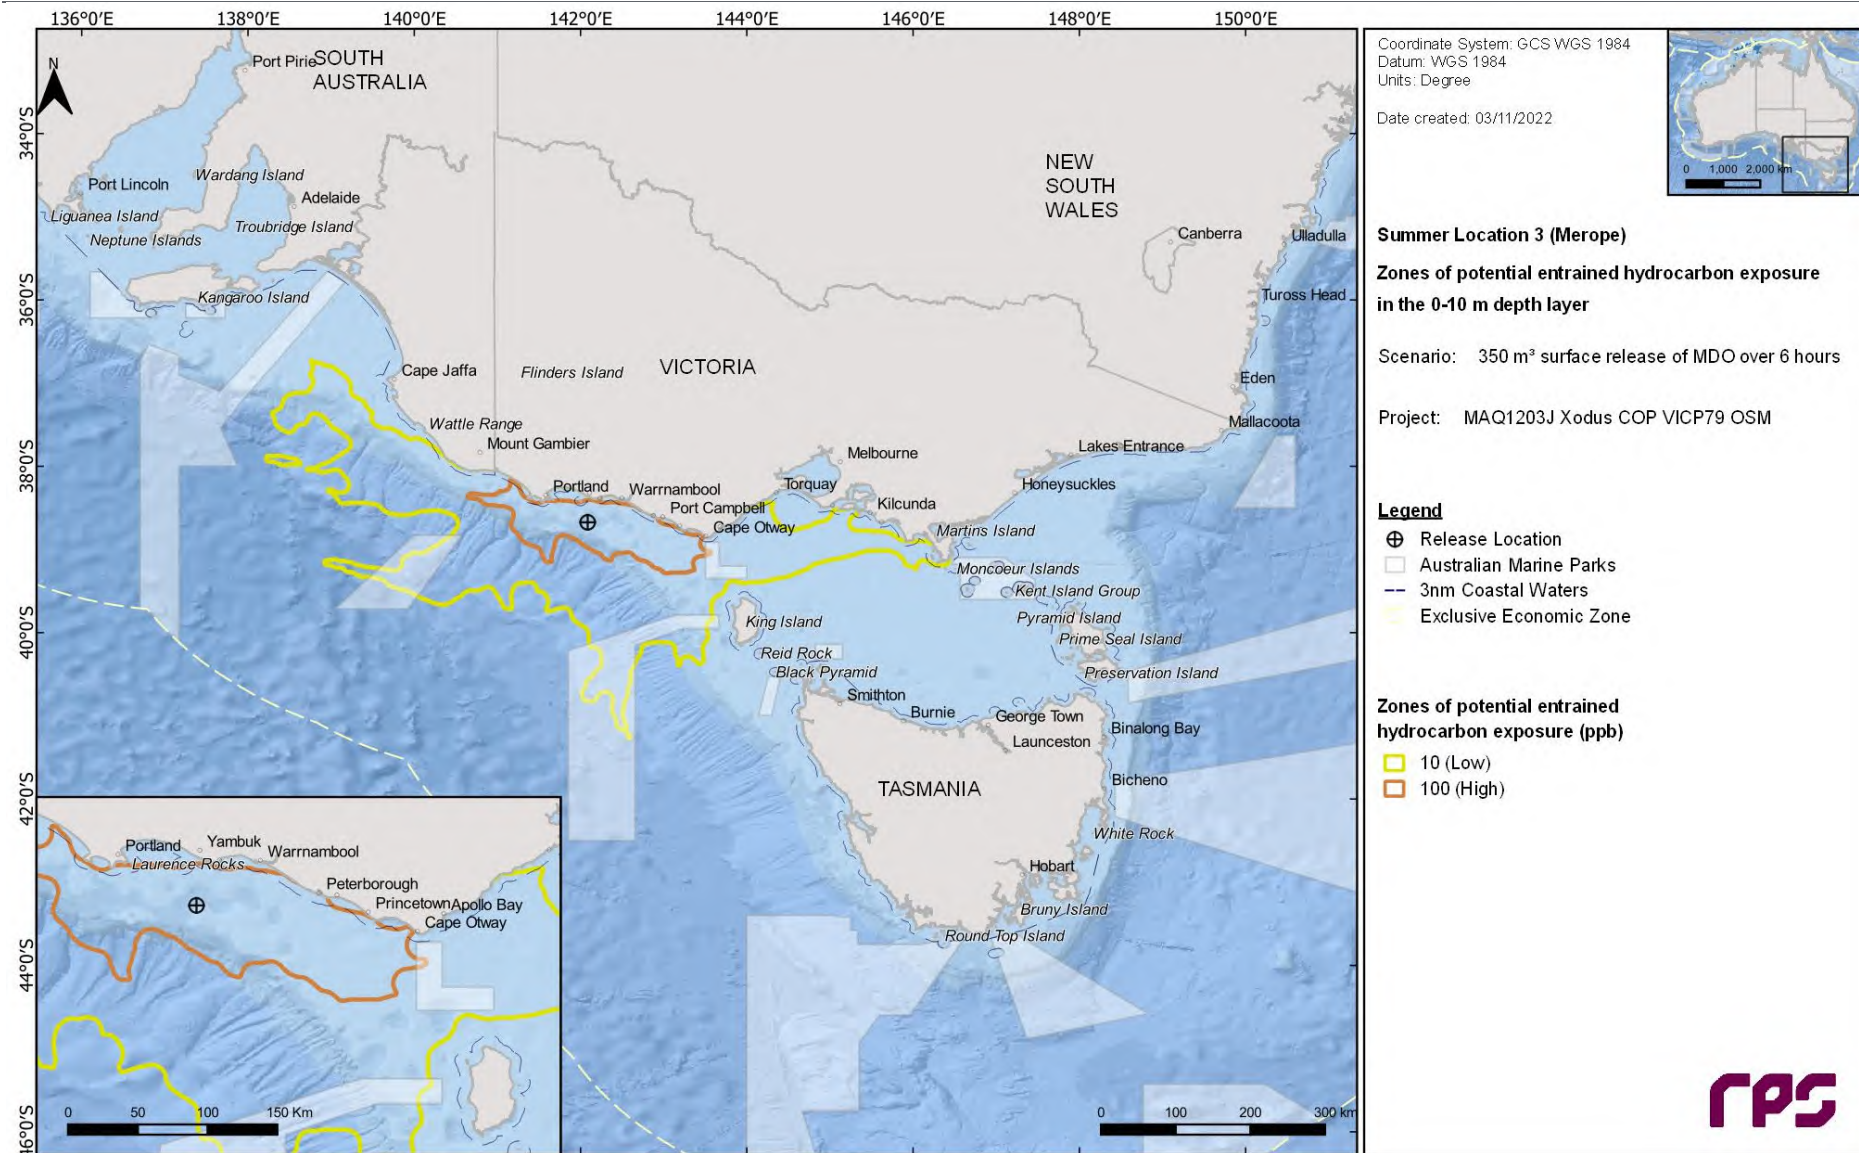 136°0'E
138°0'E
140°0'E
142°0'E
144°0'E
146°0'E
148°0'E
150°0'E
34°0'S
36°0'S
38°0'S
40°0'S
42°0'S
44°0'S
46°0'S
N
Port Pirie
SOUTH
AUSTRALIA
Port Lincoln
Wardang Island
Adelaide
Liguanea Island
Neptune Islands
Troubridge Island
Kangaroo Island
NEW
SOUTH
WALES
Canberra
Ulladulla
Tuross Head
Cape Jaffa
Flinders Island
VICTORIA
Eden
Mallacoota
Wattle Range
Mount Gambier
Melbourne
Lakes Entrance
Portland
Warrnambool
Torquay
Honeysuckles
Port Campbell
Kilcunda
Cape Otway
Martins Island
Moncoeur Islands
Kent Island Group
King Island
Pyramid Island
Prime Seal Island
Reid Rock
Black Pyramid
Preservation Island
Smithton
Burnie
George Town
Binalong Bay
Launceston
Bicheno
TASMANIA
White Rock
Hobart
Bruny Island
Round Top Island
0 100 200 300 km
Portland
Yambuk
Warrnambool
Laurence Rocks
Peterborough
Princetown
Apollo Bay
Cape Otway
0 50 100 150 Km
Coordinate System: GCS WGS 1984
Datum: WGS 1984
Units: Degree
Date created: 03/11/2022
0 1,000 2,000 km
Summer Location 3 (Merope)
Zones of potential entrained hydrocarbon exposure
in the 0-10 m depth layer
Scenario: 350 m³ surface release of MDO over 6 hours
Project: MAQ1203J Xodus COP VICP79 OSM
Legend
Release Location
Australian Marine Parks
3nm Coastal Waters
Exclusive Economic Zone
Zones of potential entrained
hydrocarbon exposure (ppb)
10 (Low)
100 (High)
rps